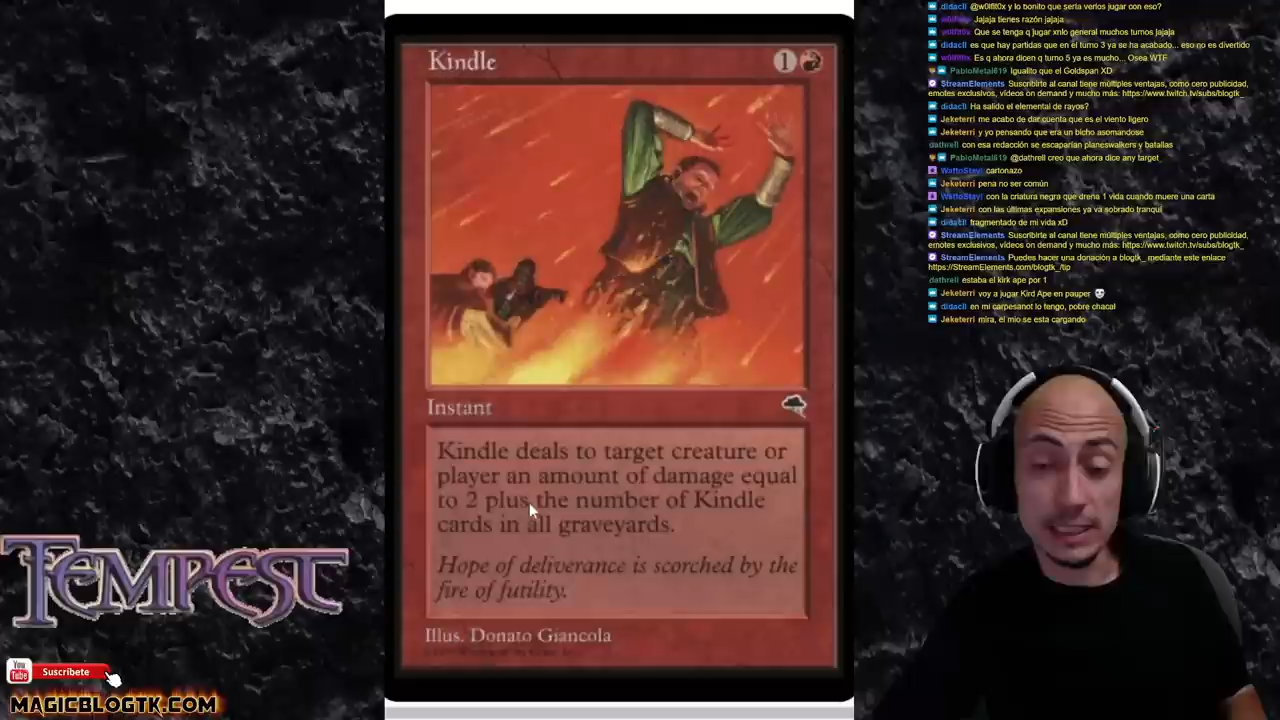 Kindle
1
Instant
Kindle deals to target creature or
player an amount of damage equal
to 2 plus the number of Kindle
cards in all graveyards.
Hope of deliverance is scorched by the
fire of futility.
Illus. Donato Giancola
TEMPEST
You
Tube
Suscríbete
MAGICBLOGTK.COM
didacll @w0lfit0x y lo bonito que sería verlos jugar con eso?
Jajaja tienes razón jajaja
Que se tenga q jugar xnlo general muchos turnos jajaja
didacll es que hay partidas que en el turno 3 ya se ha acabado... eso no es divertido
Es q ahora dicen q turno 5 ya es mucho... Osea WTF
PabloMetal619 Igualito que el Goldspan XD
StreamElements Suscribirte al canal tiene múltiples ventajas, como cero publicidad,
emotes exclusivos, vídeos on demand y mucho más: https://www.twitch.tv/subs/blogtk_
didacll Ha salido el elemental de rayos?
Jeketerri me acabo de dar cuenta que es el viento ligero
Jeketerri y yo pensando que era un bicho asomandose
dathrell con esa redacción se escaparían planeswalkers y batallas
PabloMetal619 @dathrell creo que ahora dice any target
WattoStay! cartonazo
Jeketerri pena no ser común
WattoStay! con la criatura negra que drena 1 vida cuando muere una carta
Jeketerri con las últimas expansiones ya va sobrado tranqui
didacll fragmentado de mi vida xD
StreamElements Suscribirte al canal tiene múltiples ventajas, como cero publicidad,
emotes exclusivos, vídeos on demand y mucho más: https://www.twitch.tv/subs/blogtk_
StreamElements Puedes hacer una donación a blogtk_ mediante este enlace
https://StreamElements.com/blogtk_/tip
dathrell estaba el kirk ape por 1
Jeketerri voy a jugar Kird Ape en pauper
didacll en mi carpesanot lo tengo, pobre chacal
Jeketerri mira, el mio se esta cargando